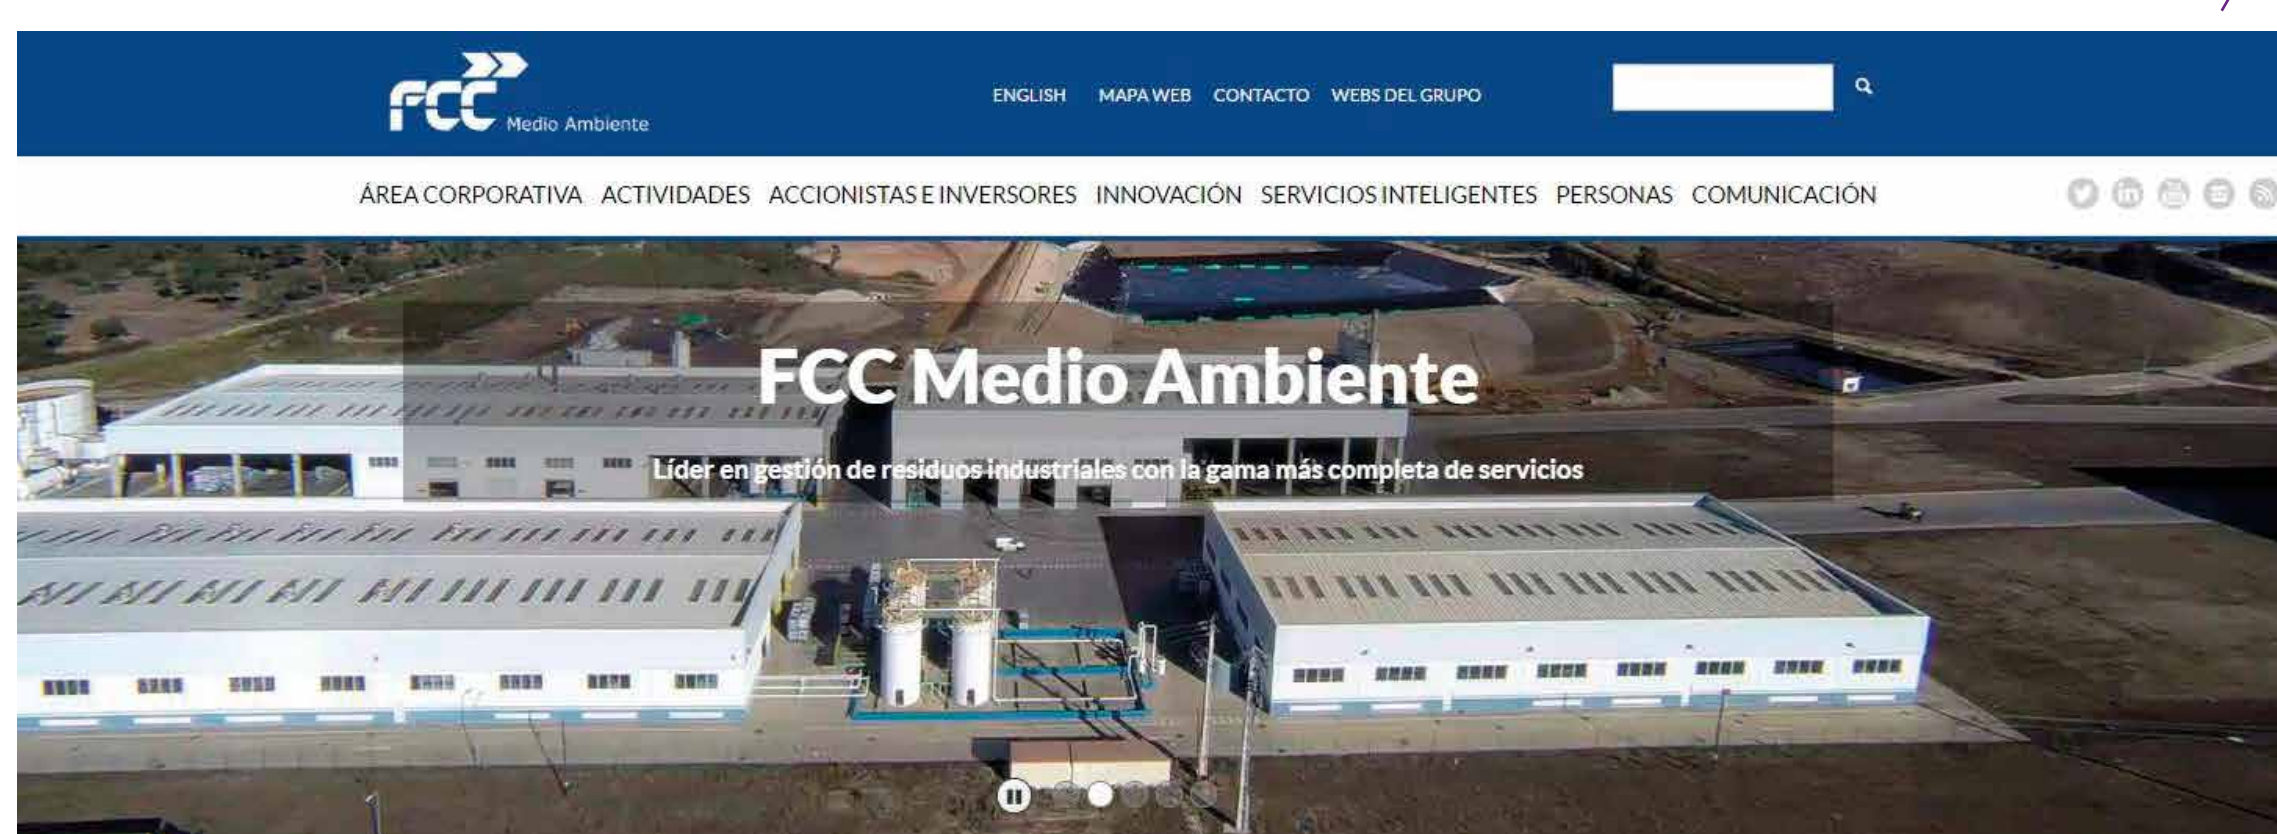 FCC
Medio Ambiente
ENGLISH MAPA WEB CONTACTO WEBS DEL GRUPO
ÁREA CORPORATIVA ACTIVIDADES ACCIONISTAS E INVERSORES INNOVACIÓN SERVICIOS INTELIGENTES PERSONAS COMUNICACIÓN
FCC Medio Ambiente
Líder en gestión de residuos industriales con la gama más completa de servicios